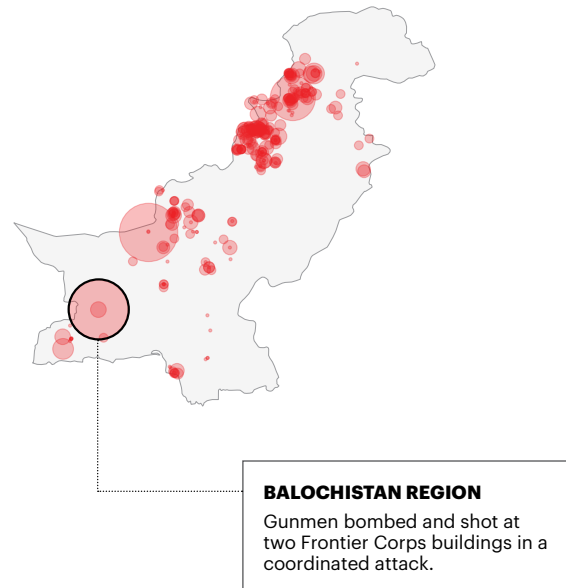 BALOCHISTAN REGION
Gunmen bombed and shot at
two Frontier Corps buildings in a
coordinated attack.